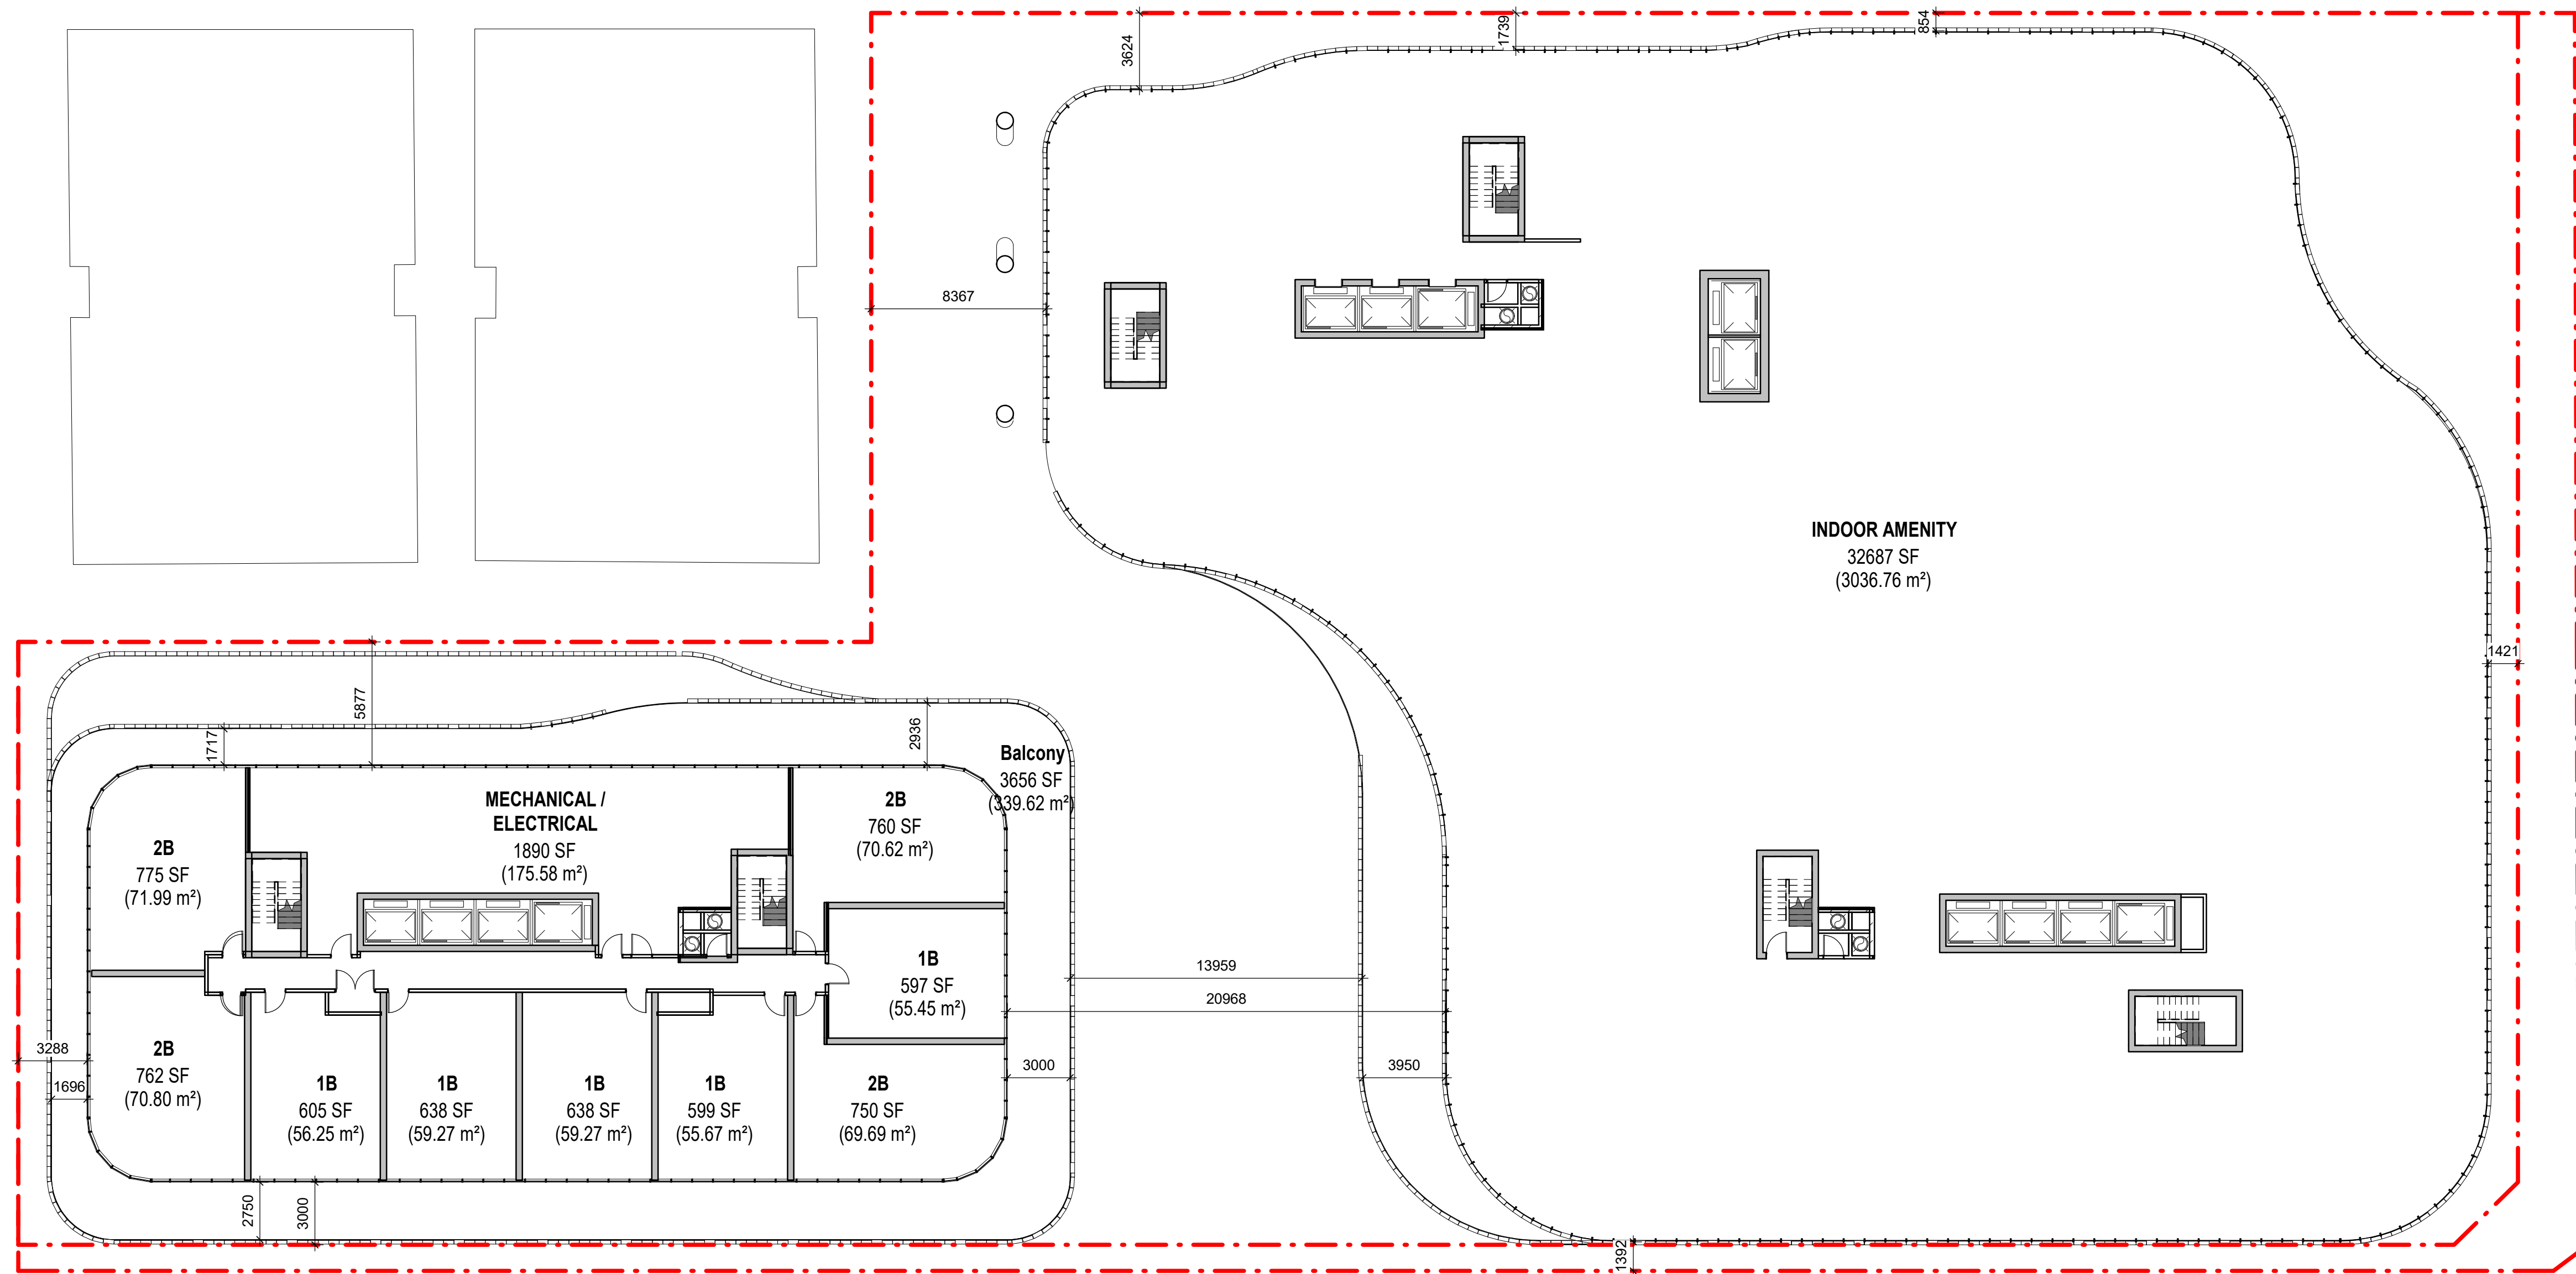 3624
1739
854
8367
INDOOR AMENITY
32687 SF
(3036.76 m²)
1421
5877
1717
2936
Balcony
3656 SF
(339.62 m²)
MECHANICAL /
ELECTRICAL
1890 SF
(175.58 m²)
2B
760 SF
(70.62 m²)
2B
775 SF
(71.99 m²)
1B
597 SF
(55.45 m²)
13959
20968
3288
1696
2B
762 SF
(70.80 m²)
1B
605 SF
(56.25 m²)
1B
638 SF
(59.27 m²)
1B
638 SF
(59.27 m²)
1B
599 SF
(55.67 m²)
2B
750 SF
(69.69 m²)
3000
3950
2750
3000
1392